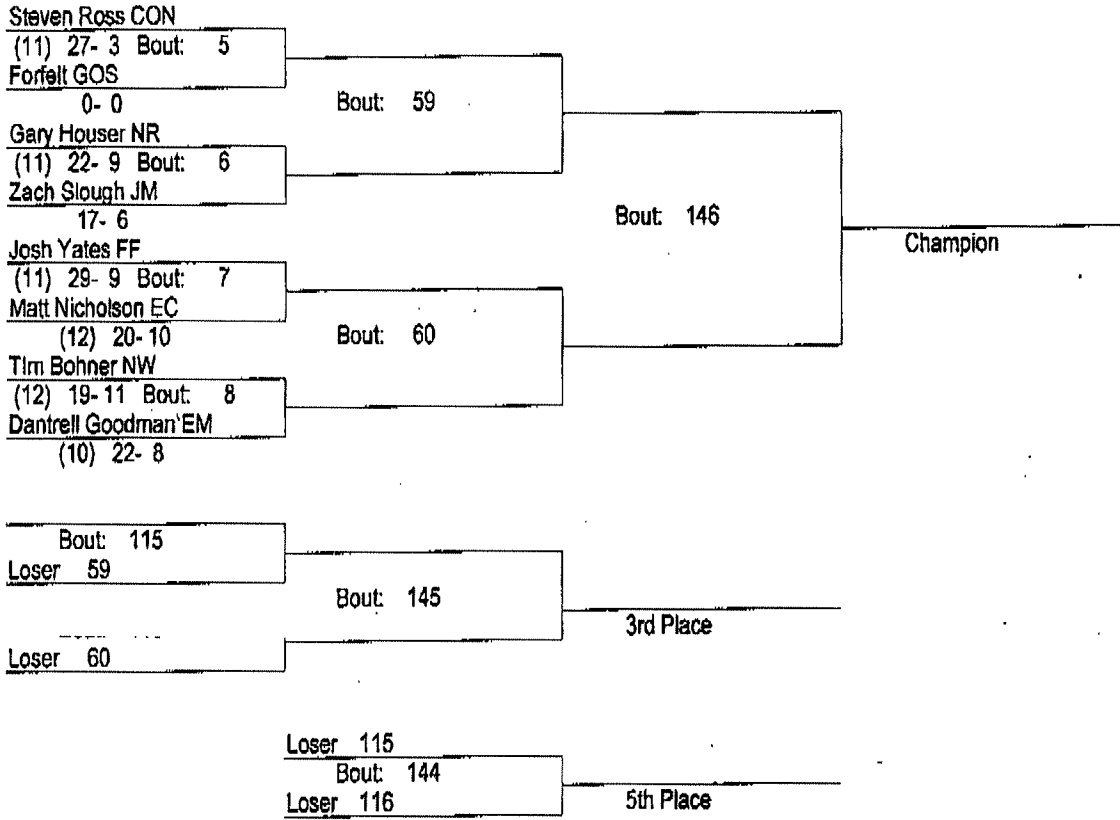 Steven Ross CON
(11) 27- 3 Bout: 5
Forfeit GOS
0- 0
Bout: 59
Gary Houser NR
(11) 22- 9 Bout: 6
Zach Slough JM
17- 6
Bout: 146
Champion
Josh Yates FF
(11) 29- 9 Bout: 7
Matt Nicholson EC
(12) 20- 10
Bout: 60
Tim Bohner NW
(12) 19- 11 Bout: 8
Dantrell Goodman EM
(10) 22- 8
Bout: 115
Loser 59
Bout: 145
3rd Place
Loser 60
Loser 115
Bout: 144
Loser 116
5th Place